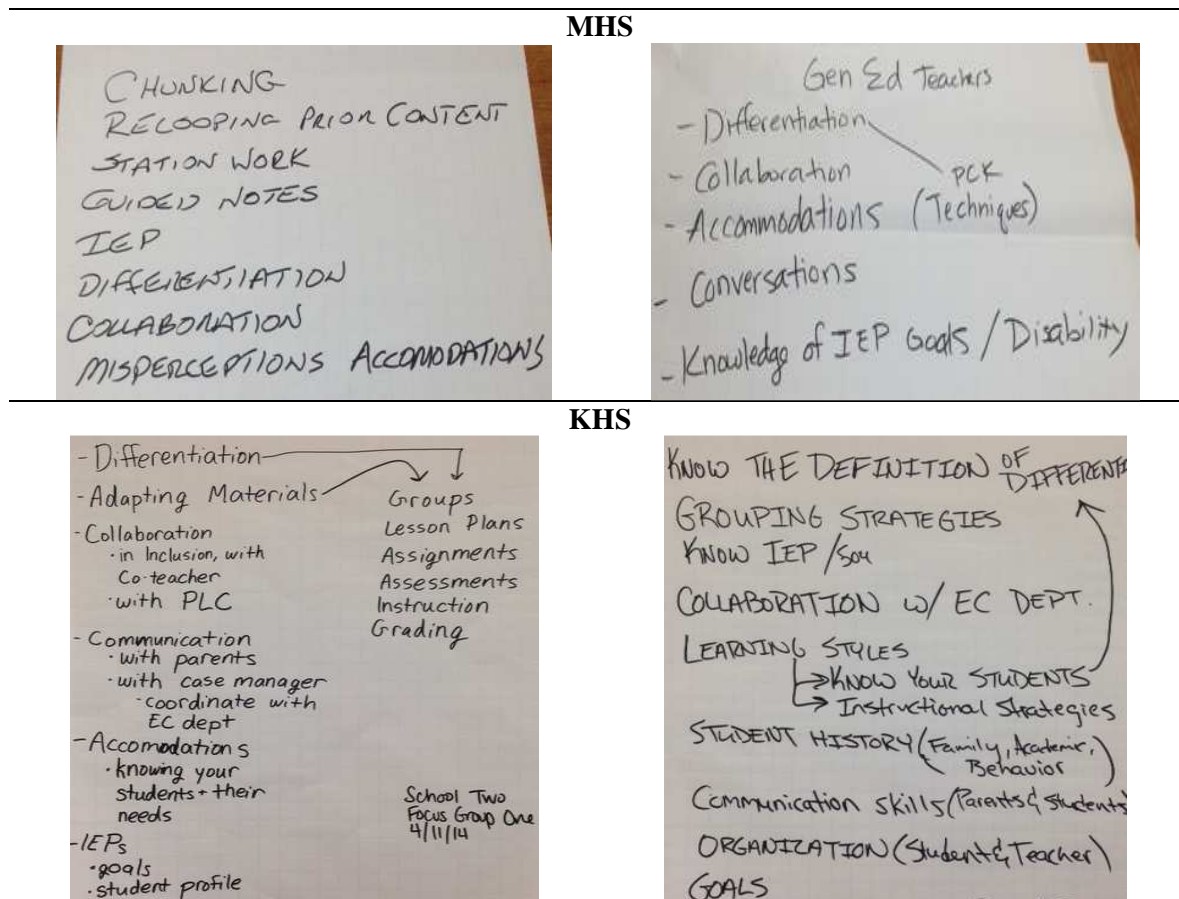 MHS
CHUNKING
RELOOPING PRIOR CONTENT
STATION WORK
GUIDED NOTES
IEP
DIFFERENTIATION
COLLABORATION
MISPERCEPTIONS ACCOMODATIONS
Gen Ed Teachers
- Differentiation
- Collaboration
PCK
- Accommodations (Techniques)
- Conversations
- Knowledge of IEP Goals / Disability
KHS
- Differentiation
- Adapting Materials
- Collaboration
· in Inclusion, with
Co-teacher
· with PLC
- Communication
· with parents
· with case manager
- coordinate with
EC dept
- Accomodations
· knowing your
students + their
needs
- IEPs
· goals
· student profile
Groups
Lesson Plans
Assignments
Assessments
Instruction
Grading
School Two
Focus Group One
4/11/14
KNOW THE DEFINITION OF
DIFFERENTI
GROUPING STRATEGIES
KNOW IEP/504
COLLABORATION W/ EC DEPT.
LEARNING STYLES
KNOW YOUR STUDENTS
Instructional Strategies
STUDENT HISTORY (Family, Academic,
Behavior)
Communication skills (Parents & Students)
ORGANIZATION (Student & Teacher)
GOALS